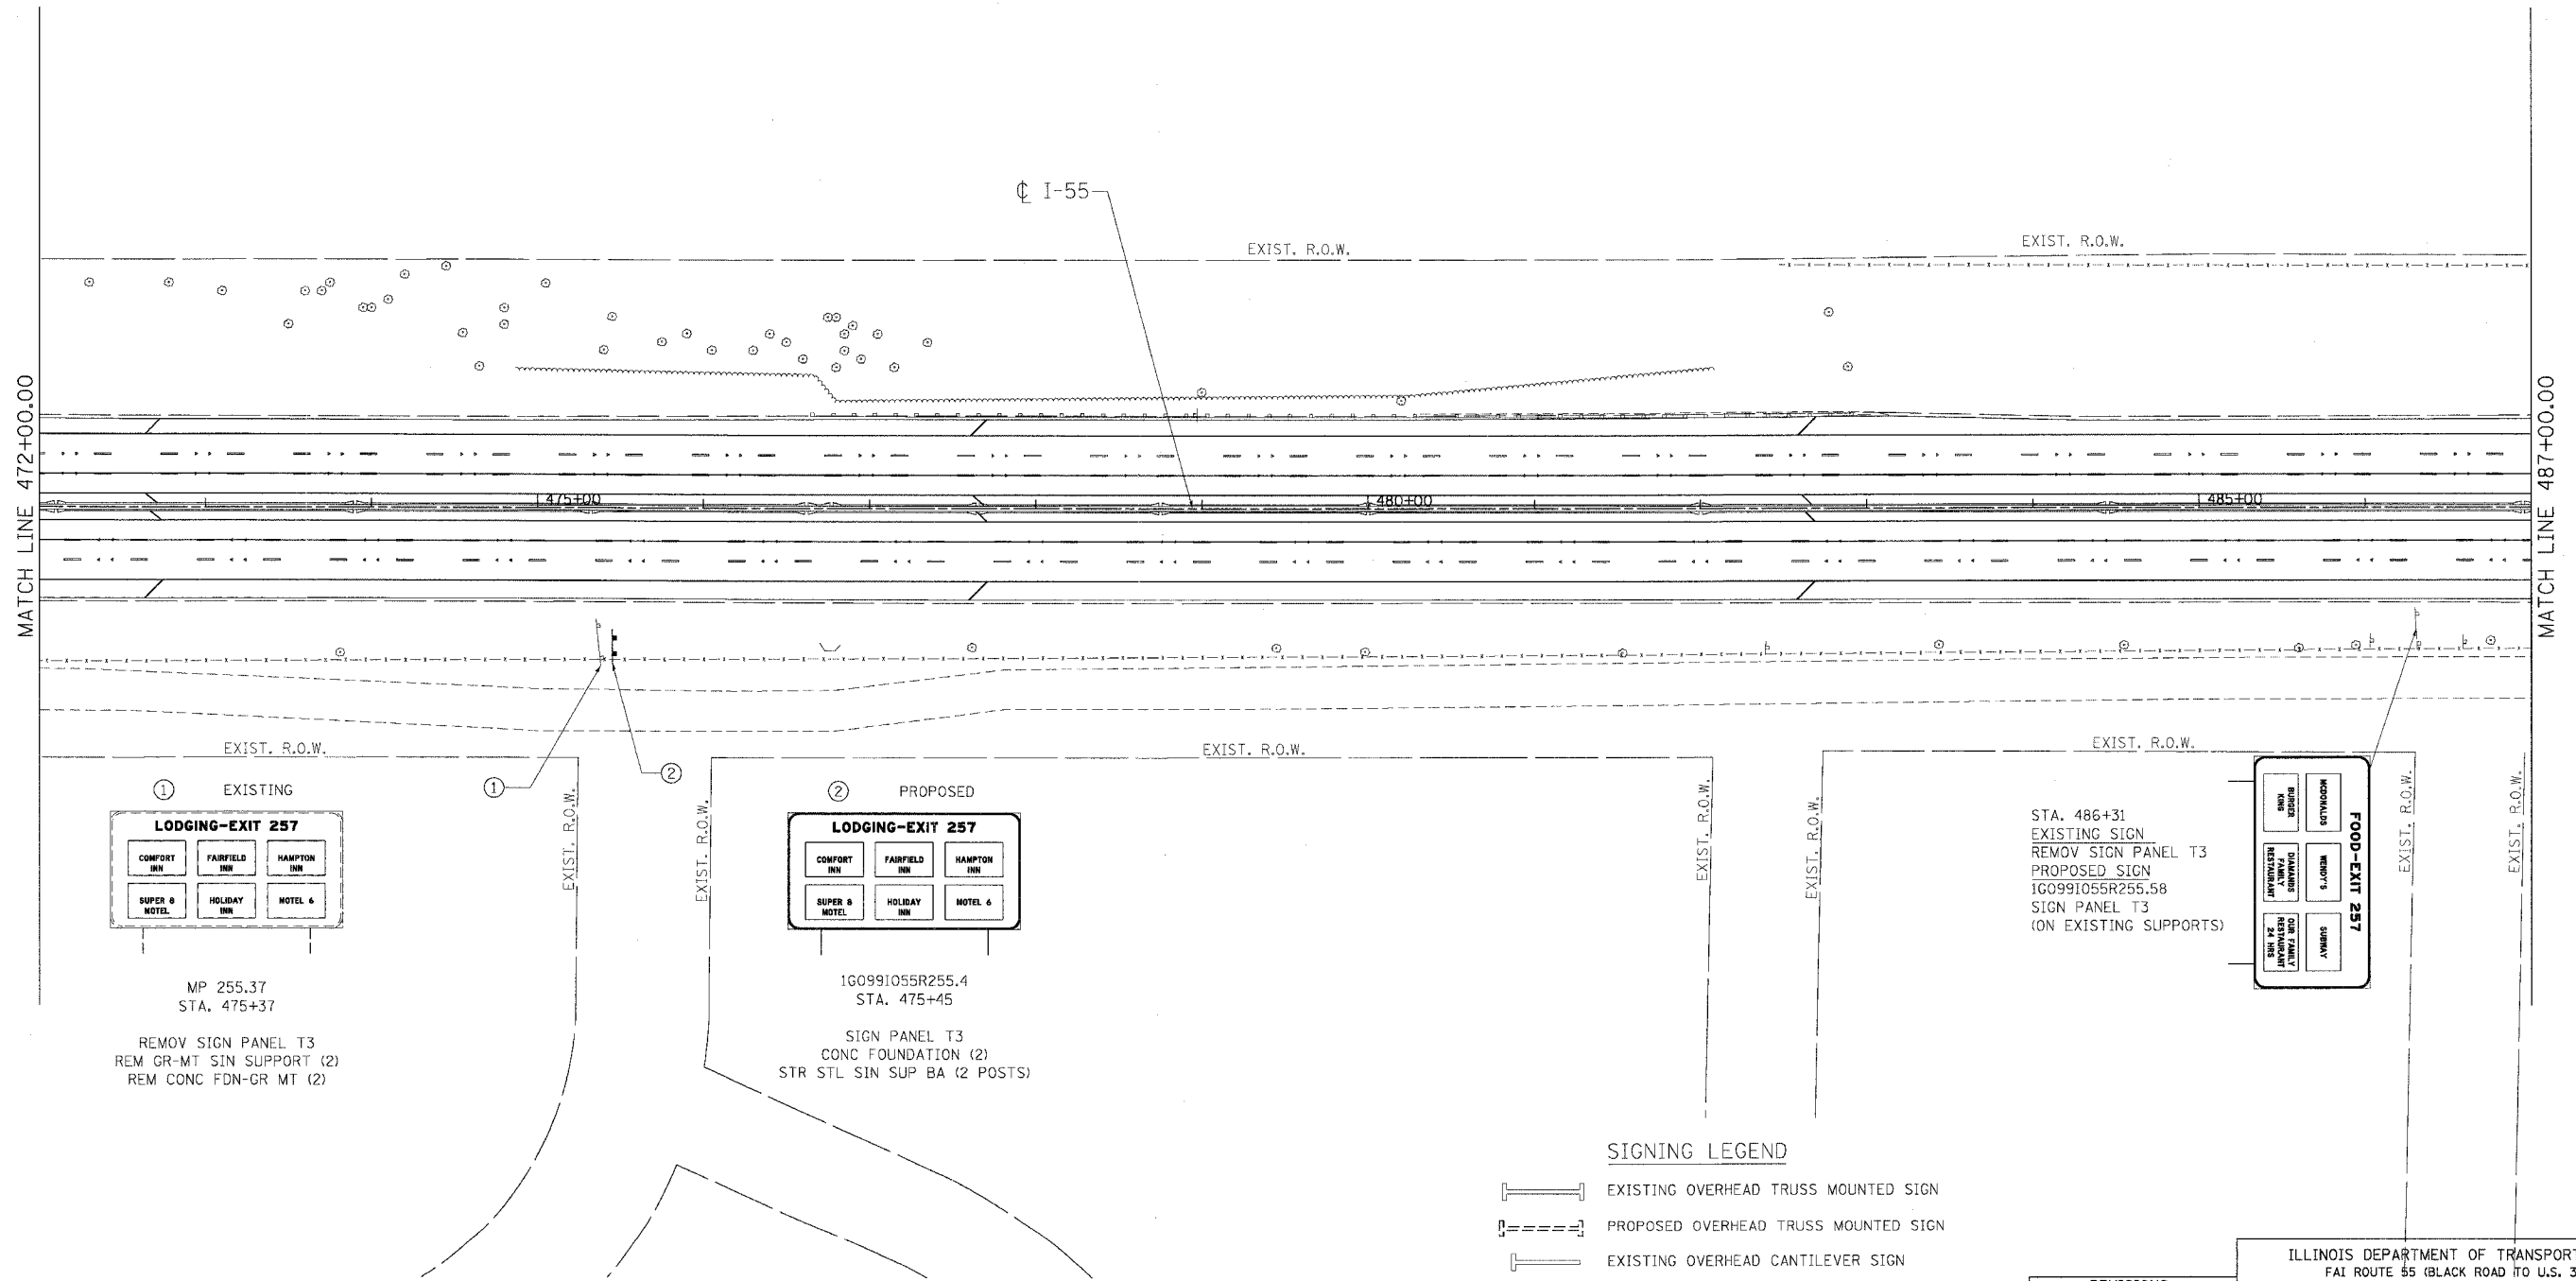 ℄ I-55
EXIST. R.O.W.
EXIST. R.O.W.
MATCH LINE 472+00.00
MATCH LINE 487+00.00
475+00
480+00
485+00
EXIST. R.O.W.
EXIST. R.O.W.
EXIST. R.O.W.
1
2
EXIST. R.O.W.
EXIST. R.O.W.
EXIST. R.O.W.
EXIST. R.O.W.
EXIST. R.O.W.
EXIST. R.O.W.
1 EXISTING
LODGING-EXIT 257
COMFORT INN
FAIRFIELD INN
HAMPTON INN
SUPER 8 MOTEL
HOLIDAY INN
MOTEL 6
MP 255.37
STA. 475+37
REMOV SIGN PANEL T3
REM GR-MT SIN SUPPORT (2)
REM CONC FDN-GR MT (2)
2 PROPOSED
LODGING-EXIT 257
COMFORT INN
FAIRFIELD INN
HAMPTON INN
SUPER 8 MOTEL
HOLIDAY INN
MOTEL 6
1G099I055R255.4
STA. 475+45
SIGN PANEL T3
CONC FOUNDATION (2)
STR STL SIN SUP BA (2 POSTS)
STA. 486+31
EXISTING SIGN
REMOV SIGN PANEL T3
PROPOSED SIGN
1G099I055R255.58
SIGN PANEL T3
(ON EXISTING SUPPORTS)
FOOD-EXIT 257
MCDONALDS
WENDY'S
SUBWAY
BURGER KING
DIAMANDS FAMILY RESTAURANT
OUR FAMILY RESTAURANT 24 HRS
SIGNING LEGEND
EXISTING OVERHEAD TRUSS MOUNTED SIGN
PROPOSED OVERHEAD TRUSS MOUNTED SIGN
EXISTING OVERHEAD CANTILEVER SIGN
ILLINOIS DEPARTMENT OF TRANSPORT
FAI ROUTE 55 (BLACK ROAD TO U.S. 3